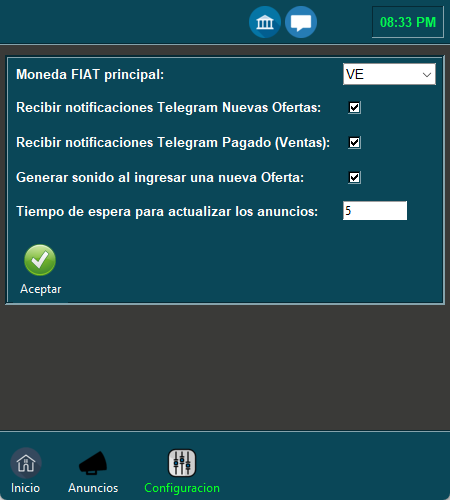 08:33 PM
Moneda FIAT principal: VE
Recibir notificaciones Telegram Nuevas Ofertas:
Recibir notificaciones Telegram Pagado (Ventas):
Generar sonido al ingresar una nueva Oferta:
Tiempo de espera para actualizar los anuncios: 5
Aceptar
Inicio Anuncios Configuracion